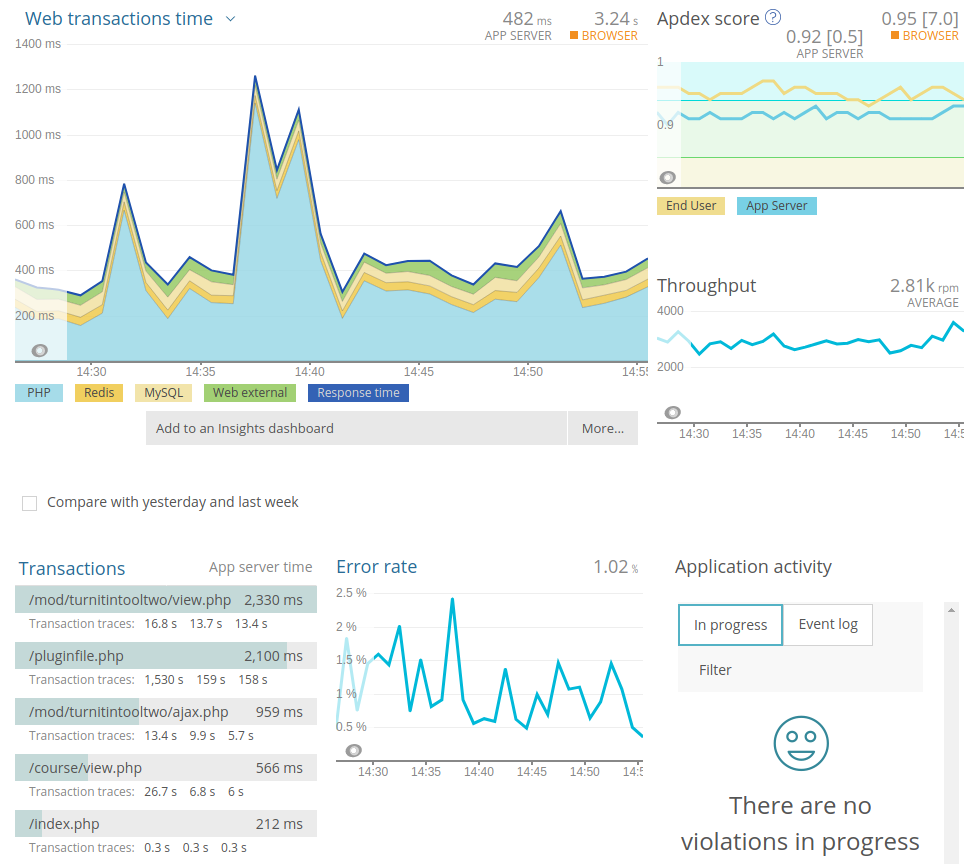 Web transactions time
482 ms
APP SERVER
3.24 s
BROWSER
1400 ms
1200 ms
1000 ms
800 ms
600 ms
400 ms
200 ms
14:30 14:35 14:40 14:45 14:50 14:55
PHP Redis MySQL Web external Response time
Add to an Insights dashboard More...
Apdex score ?
0.92 [0.5]
APP SERVER
0.95 [7.0]
BROWSER
1
0.9
End User App Server
Throughput
2.81k rpm
AVERAGE
4000
2000
14:30 14:35 14:40 14:45 14:50 14:5
Compare with yesterday and last week
Transactions App server time
/mod/turnitintooltwo/view.php 2,330 ms
Transaction traces: 16.8 s 13.7 s 13.4 s
/pluginfile.php 2,100 ms
Transaction traces: 1,530 s 159 s 158 s
/mod/turnitintooltwo/ajax.php 959 ms
Transaction traces: 13.4 s 9.9 s 5.7 s
/course/view.php 566 ms
Transaction traces: 26.7 s 6.8 s 6 s
/index.php 212 ms
Transaction traces: 0.3 s 0.3 s 0.3 s
Error rate 1.02 %
2.5 %
2 %
1.5 %
1 %
0.5 %
14:30 14:35 14:40 14:45 14:50 14:5
Application activity
In progress Event log
Filter
There are no
violations in progress